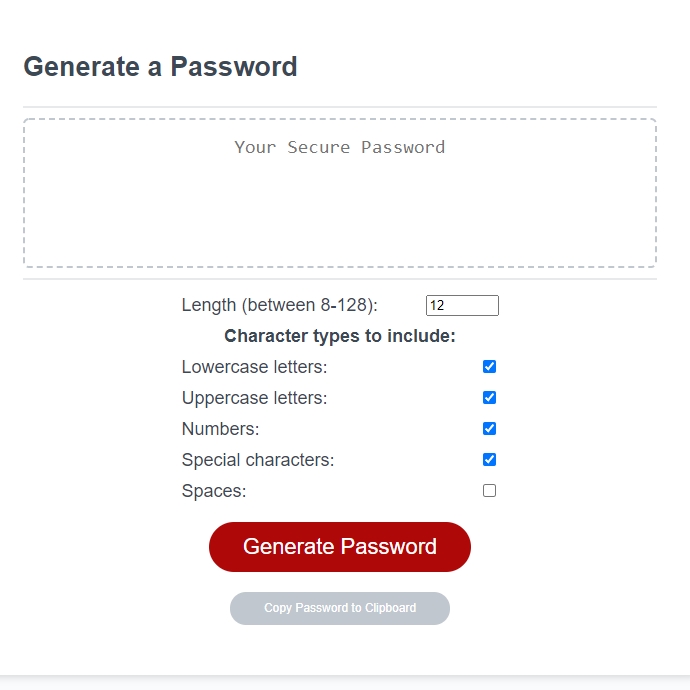 Generate a Password
Your Secure Password
Length (between 8-128): 12
Character types to include:
Lowercase letters:
Uppercase letters:
Numbers:
Special characters:
Spaces:
Generate Password
Copy Password to Clipboard